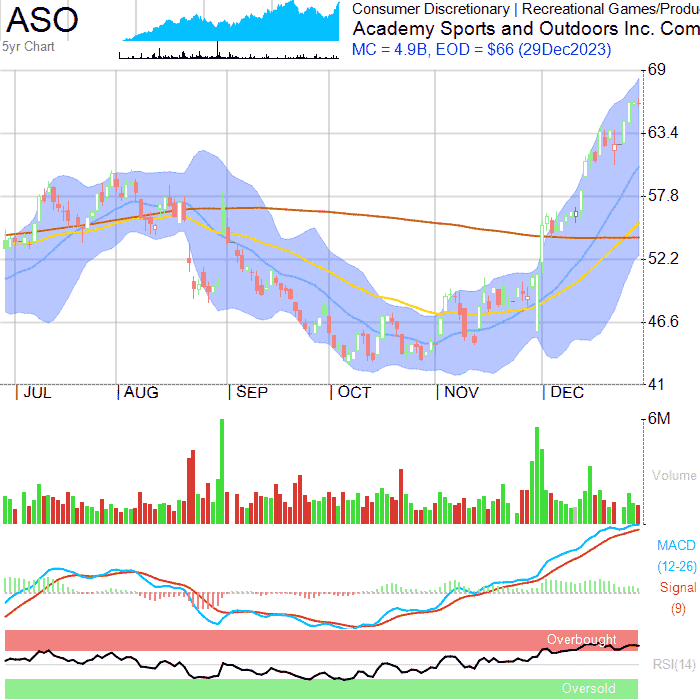 ASO
5yr Chart
Consumer Discretionary | Recreational Games/Produ
Academy Sports and Outdoors Inc. Com
MC = 4.9B, EOD = $66 (29Dec2023)
69
63.4
57.8
52.2
46.6
41
JUL AUG SEP OCT NOV DEC
6M
Volume
MACD
(12-26)
Signal
(9)
Overbought
RSI(14)
Oversold